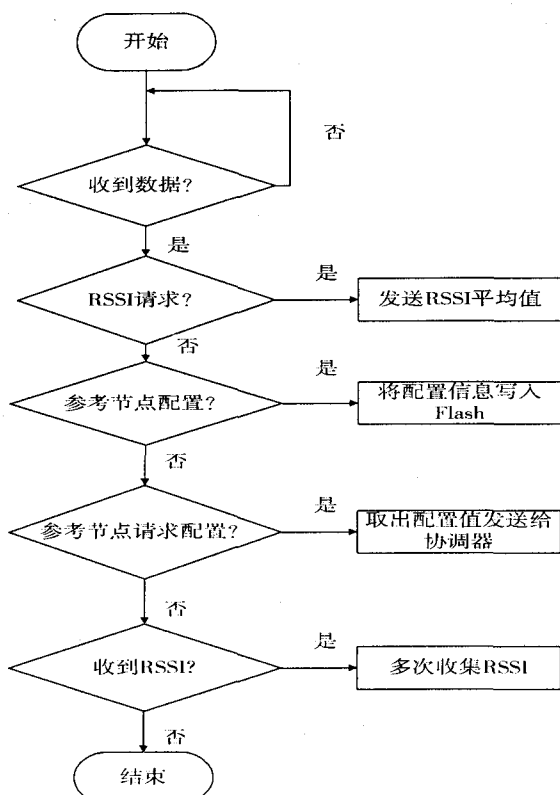 开始
否
收到数据?
是
RSSI请求?
是
发送RSSI平均值
否
参考节点配置?
是
将配置信息写入
Flash
否
参考节点请求配置?
是
取出配置值发送给
协调器
否
收到RSSI?
是
多次收集RSSI
否
结束